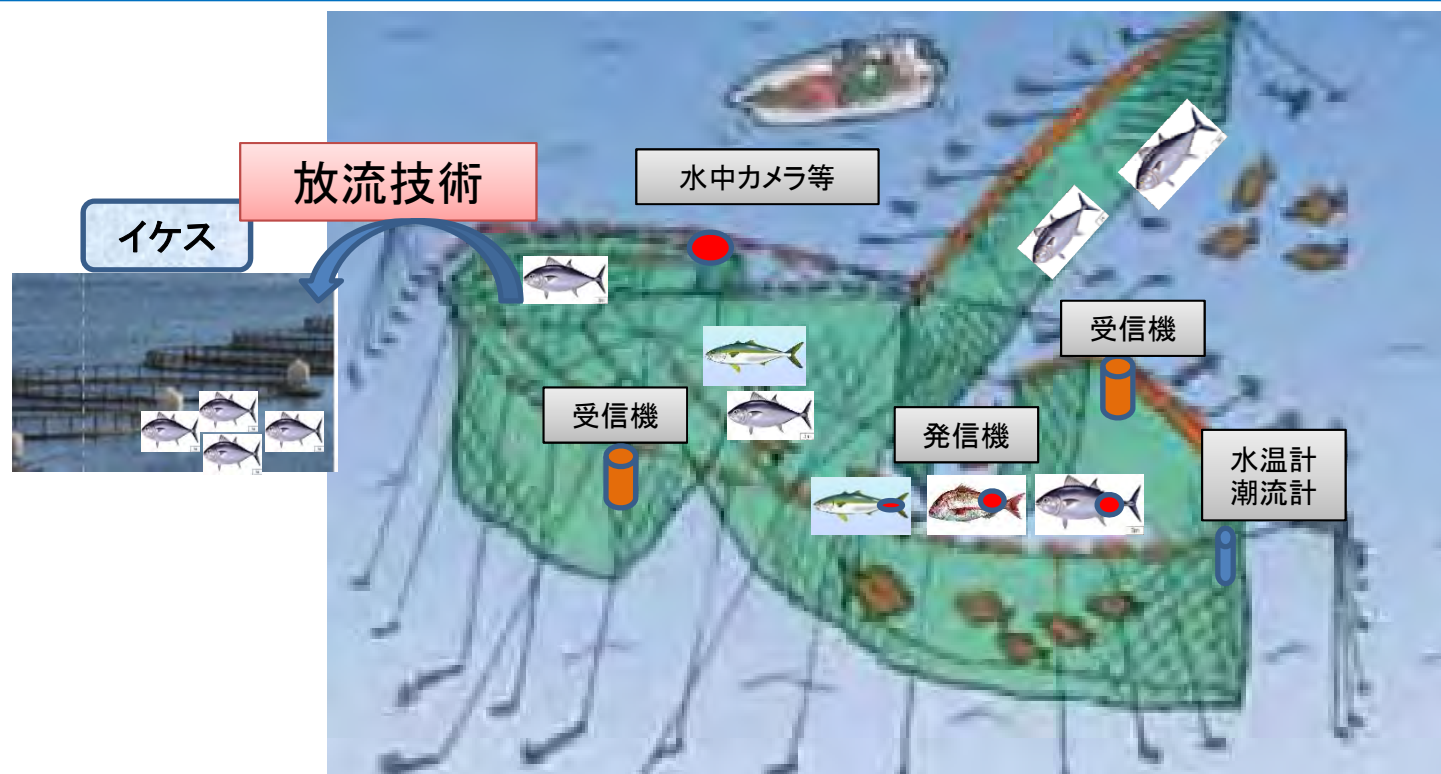 放流技術
水中カメラ等
イケス
受信機
受信機
発信機
水温計
潮流計